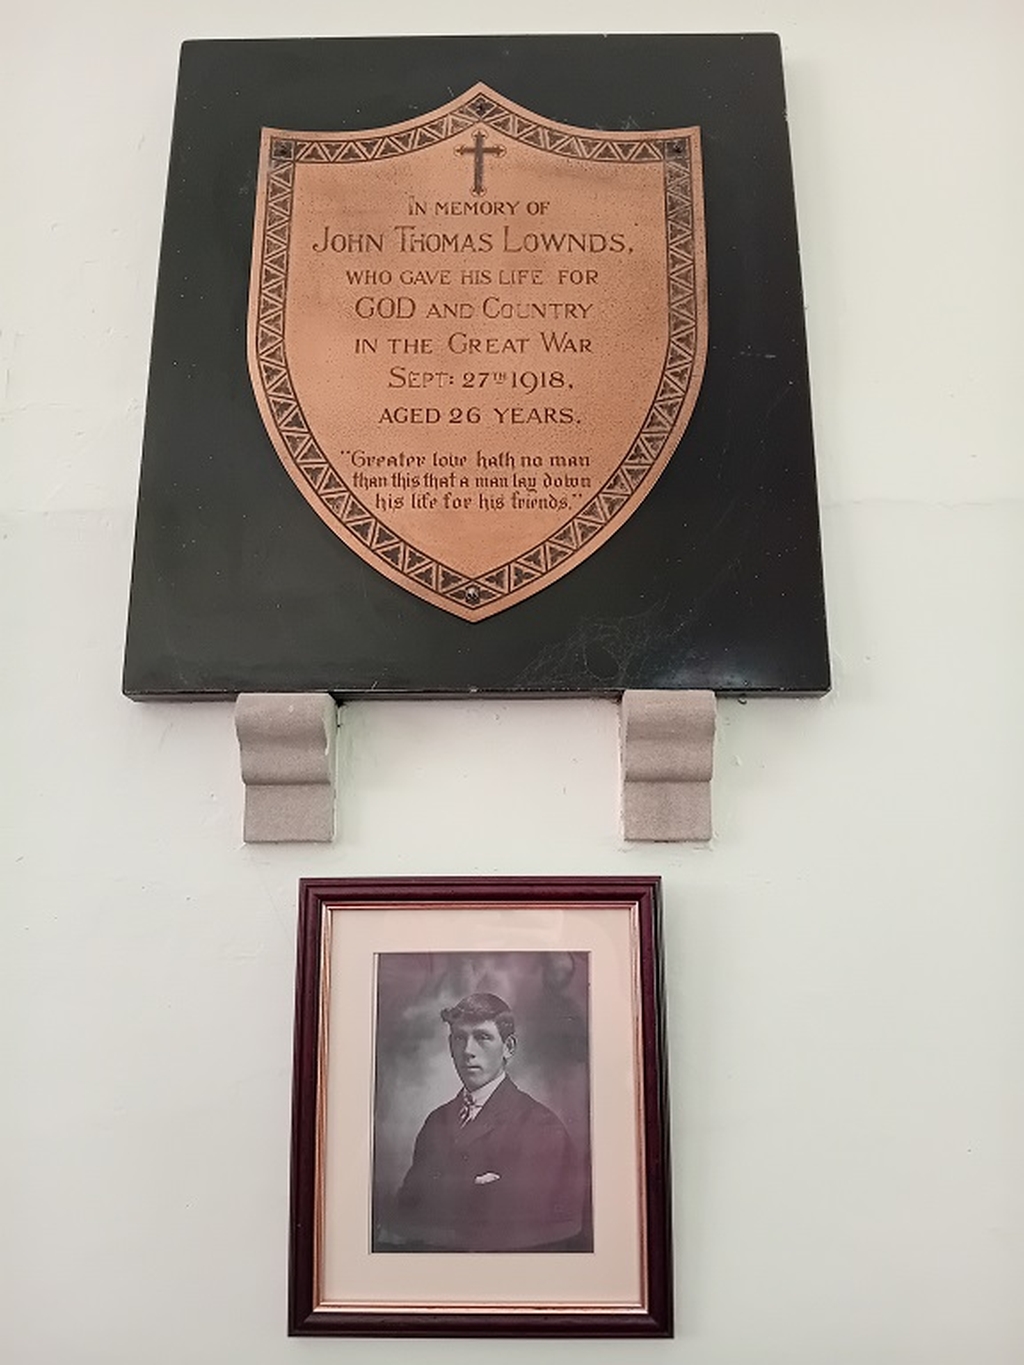 IN MEMORY OF
JOHN THOMAS LOWNDS,
WHO GAVE HIS LIFE FOR
GOD AND COUNTRY
IN THE GREAT WAR
SEPT: 27TH 1918,
AGED 26 YEARS.
"Greater love hath no man
than this that a man lay down
his life for his friends."